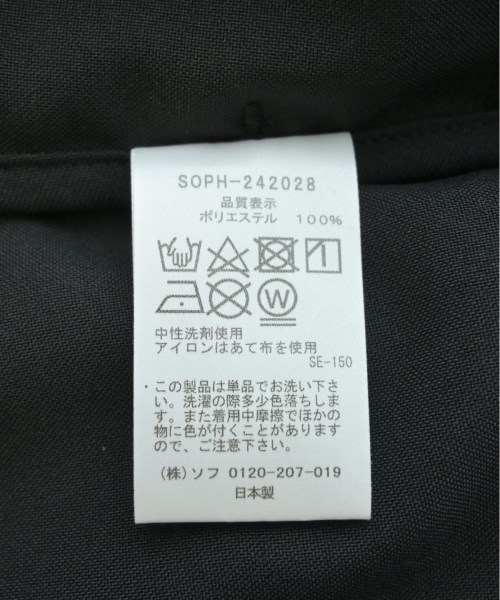 SOPH-242028
品質表示
ポリエステル 100%
W
中性洗剤使用
アイロンはあて布を使用
SE-150
・この製品は単品でお洗い下さ
い。洗濯の際多少色落ちしま
す。また着用中摩擦でほかの
物に色が付くことがあります
ので、ご注意下さい。
(株) ソフ 0120-207-019
日本製